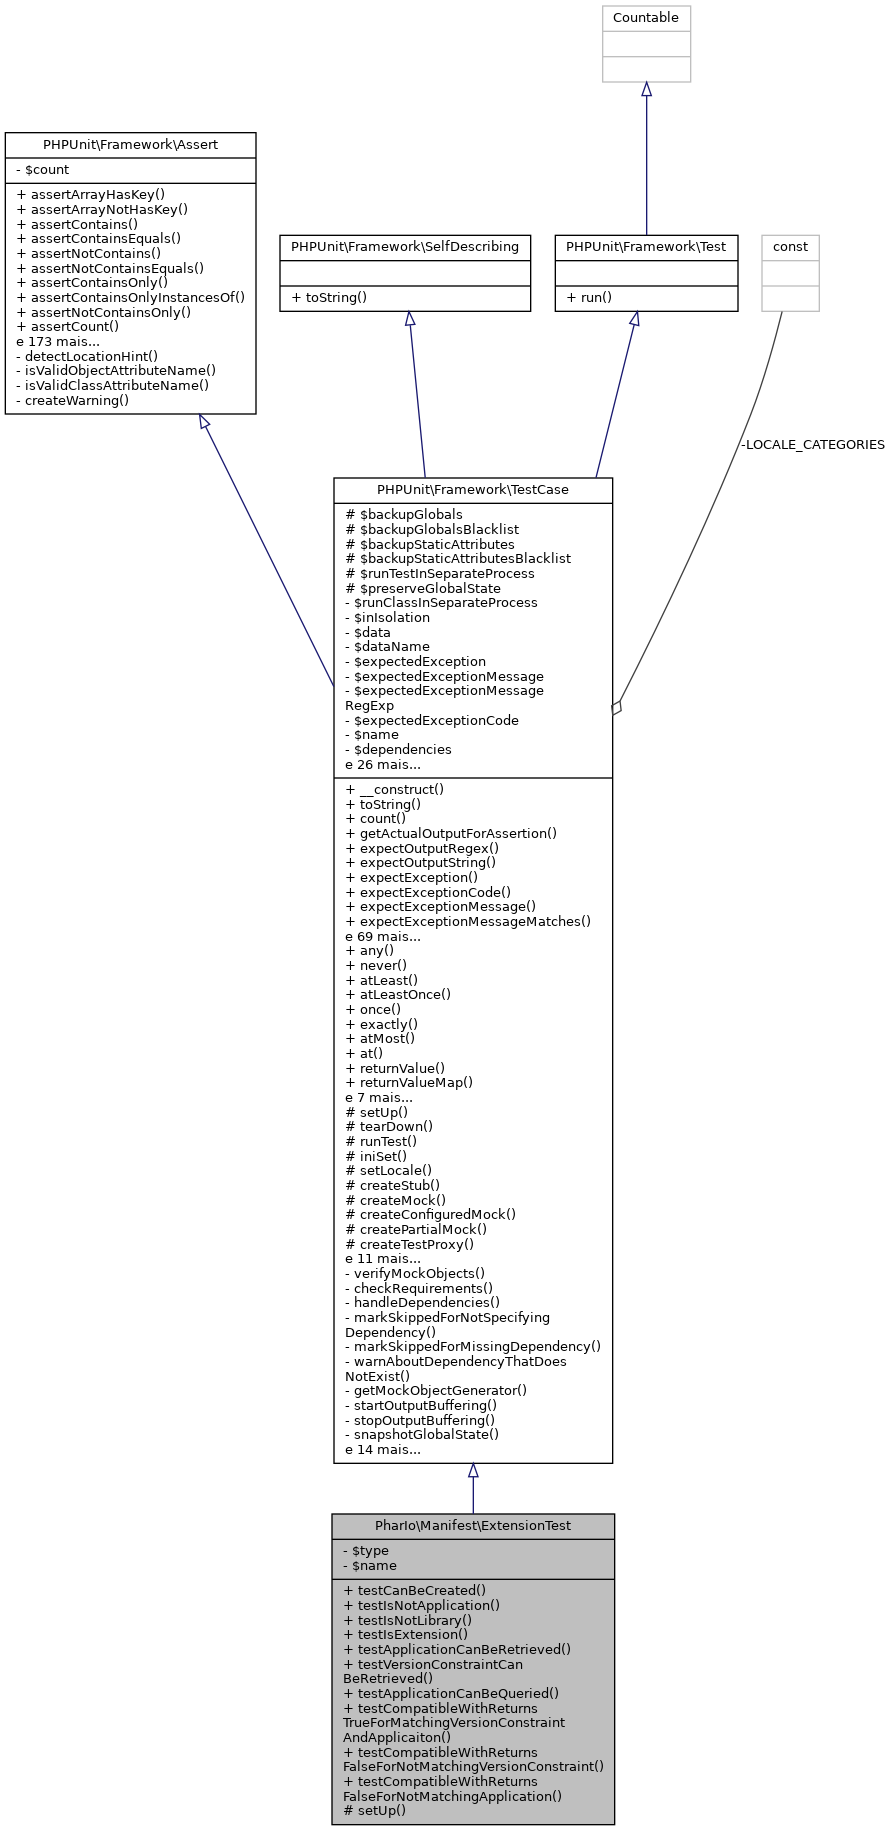 Countable
PHPUnit\Framework\Assert
- $count
+ assertArrayHasKey()
+ assertArrayNotHasKey()
+ assertContains()
+ assertContainsEquals()
+ assertNotContains()
+ assertNotContainsEquals()
+ assertContainsOnly()
+ assertContainsOnlyInstancesOf()
+ assertNotContainsOnly()
+ assertCount()
e 173 mais...
- detectLocationHint()
- isValidObjectAttributeName()
- isValidClassAttributeName()
- createWarning()
PHPUnit\Framework\SelfDescribing
+ toString()
PHPUnit\Framework\Test
+ run()
const
-LOCALE_CATEGORIES
PHPUnit\Framework\TestCase
# $backupGlobals
# $backupGlobalsBlacklist
# $backupStaticAttributes
# $backupStaticAttributesBlacklist
# $runTestInSeparateProcess
# $preserveGlobalState
- $runClassInSeparateProcess
- $inIsolation
- $data
- $dataName
- $expectedException
- $expectedExceptionMessage
- $expectedExceptionMessage
RegExp
- $expectedExceptionCode
- $name
- $dependencies
e 26 mais...
+ __construct()
+ toString()
+ count()
+ getActualOutputForAssertion()
+ expectOutputRegex()
+ expectOutputString()
+ expectException()
+ expectExceptionCode()
+ expectExceptionMessage()
+ expectExceptionMessageMatches()
e 69 mais...
+ any()
+ never()
+ atLeast()
+ atLeastOnce()
+ once()
+ exactly()
+ atMost()
+ at()
+ returnValue()
+ returnValueMap()
e 7 mais...
# setUp()
# tearDown()
# runTest()
# iniSet()
# setLocale()
# createStub()
# createMock()
# createConfiguredMock()
# createPartialMock()
# createTestProxy()
e 11 mais...
- verifyMockObjects()
- checkRequirements()
- handleDependencies()
- markSkippedForNotSpecifying
Dependency()
- markSkippedForMissingDependency()
- warnAboutDependencyThatDoes
NotExist()
- getMockObjectGenerator()
- startOutputBuffering()
- stopOutputBuffering()
- snapshotGlobalState()
e 14 mais...
PharIo\Manifest\ExtensionTest
- $type
- $name
+ testCanBeCreated()
+ testIsNotApplication()
+ testIsNotLibrary()
+ testIsExtension()
+ testApplicationCanBeRetrieved()
+ testVersionConstraintCan
BeRetrieved()
+ testApplicationCanBeQueried()
+ testCompatibleWithReturns
TrueForMatchingVersionConstraint
AndApplicaiton()
+ testCompatibleWithReturns
FalseForNotMatchingVersionConstraint()
+ testCompatibleWithReturns
FalseForNotMatchingApplication()
# setUp()